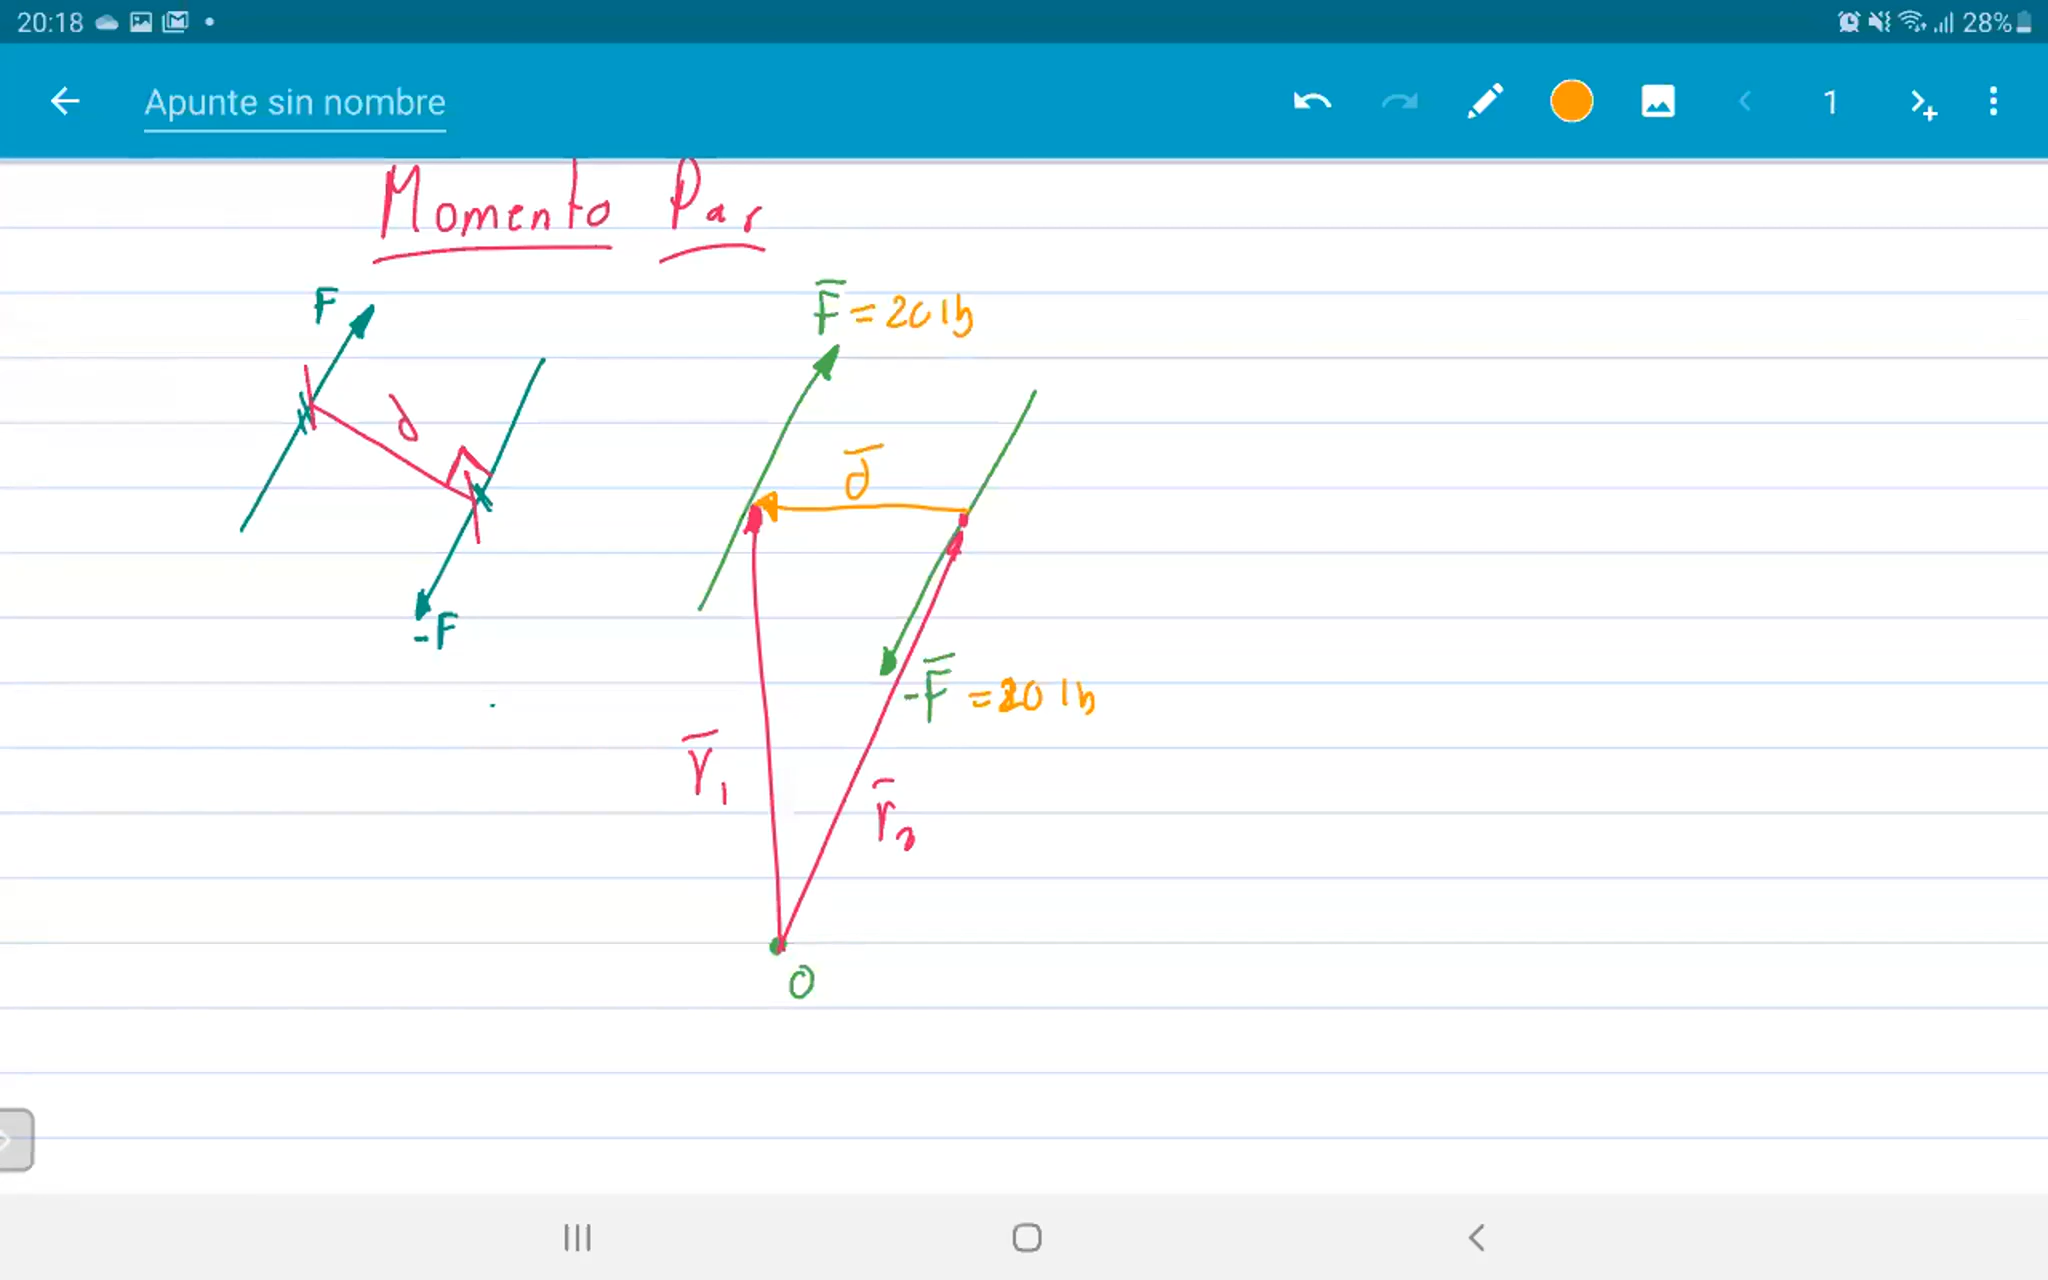 20:18 28%
Apunte sin nombre 1
Momento Par
F
F̅ = 20 lb
d
d̅
-F
-F̅ = 20 lb
r̅₁
r̅₂
O